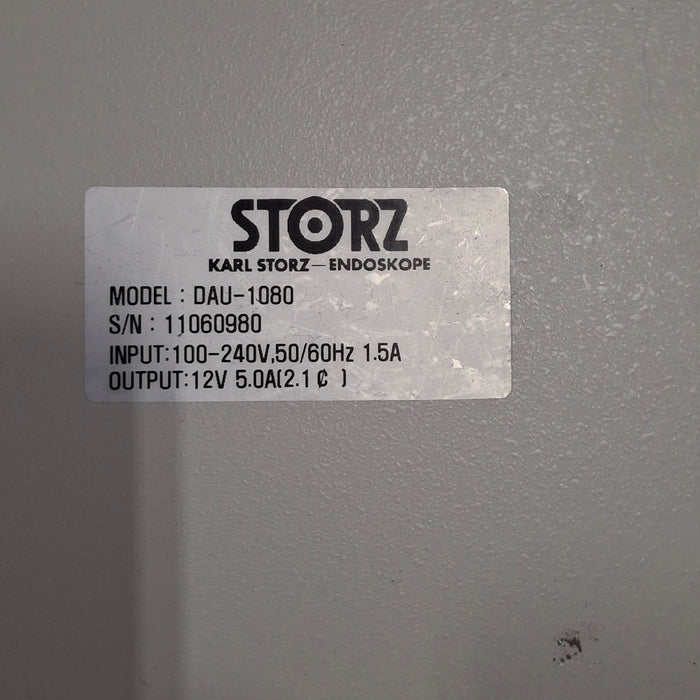 STORZ
KARL STORZ—ENDOSKOPE
MODEL : DAU-1080
S/N : 11060980
INPUT:100-240V,50/60Hz 1.5A
OUTPUT:12V 5.0A(2.1 ₵ )